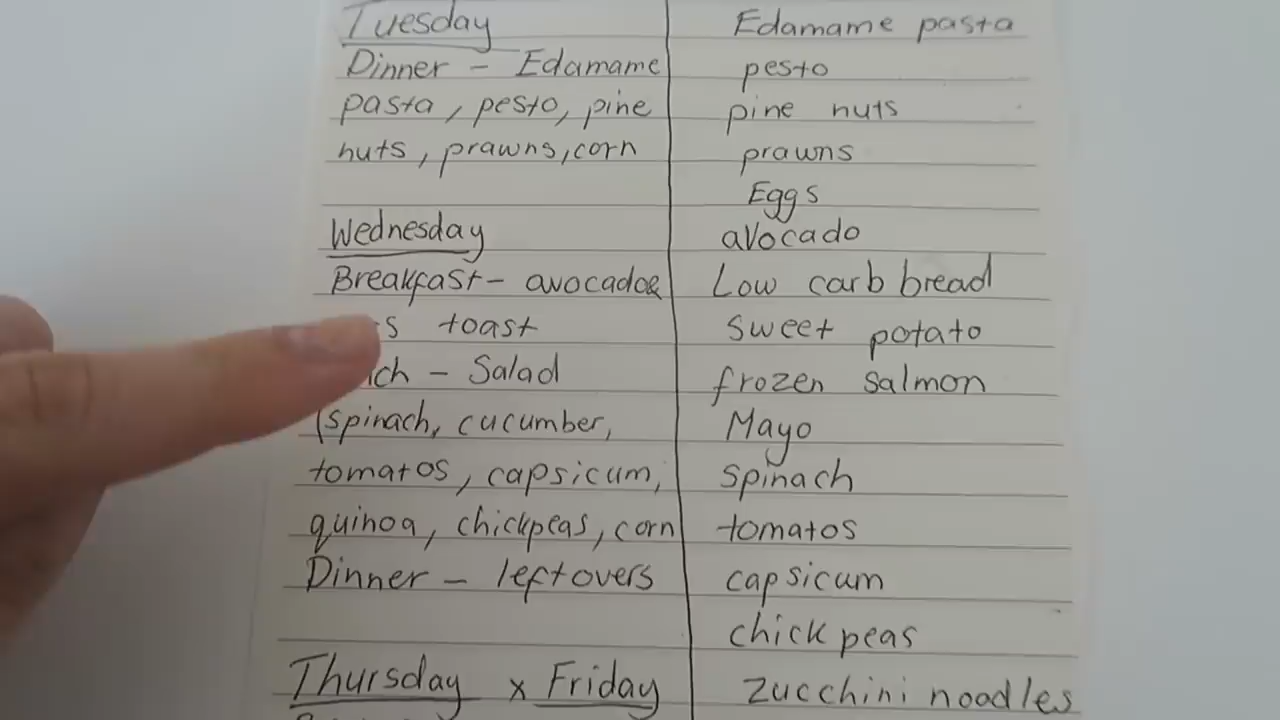 Tuesday
Dinner - Edamame
pasta, pesto, pine
nuts, prawns, corn
Wednesday
Breakfast - avocado &
toast
- Salad
(spinach, cucumber,
tomatos, capsicum,
quinoa, chickpeas, corn
Dinner - leftovers
Thursday x Friday
Edamame pasta
pesto
pine nuts
prawns
Eggs
avocado
Low carb bread
sweet potato
frozen salmon
Mayo
spinach
tomatos
capsicum
chick peas
zucchini noodles